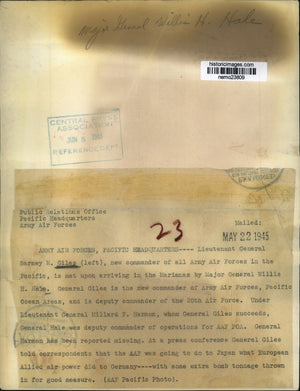 Major General Willis H. Hale
historicimages.com
nemo23809
CENTRAL PRESS
ASSOCIATION
JUN 5 1945
REFERENCE DEPT
Public Relations Office
Pacific Headquarters
Army Air Forces
Mailed:
23
MAY 22 1945
ARMY AIR FORCES, PACIFIC HEADQUARTERS---- Lieutenant General
Barney M. Giles (left), new commander of all Army Air Forces in the
Pacific, is met upon arriving in the Marianas by Major General Willis
H. Hale. General Giles is the new commander of Army Air Forces, Pacific
Ocean Areas, and is deputy commander of the 20th Air Force. Under
Lieutenant General Millard F. Harmon, whom General Giles succeeds,
General Hale was deputy commander of operations for AAF POA. General
Harmon has been reported missing. At a press conference General Giles
told correspondents that the AAF was going to do to Japan what European
Allied air power did to Germany----with some extra bomb tonnage thrown
in for good measure. (AAF Pacific Photo).